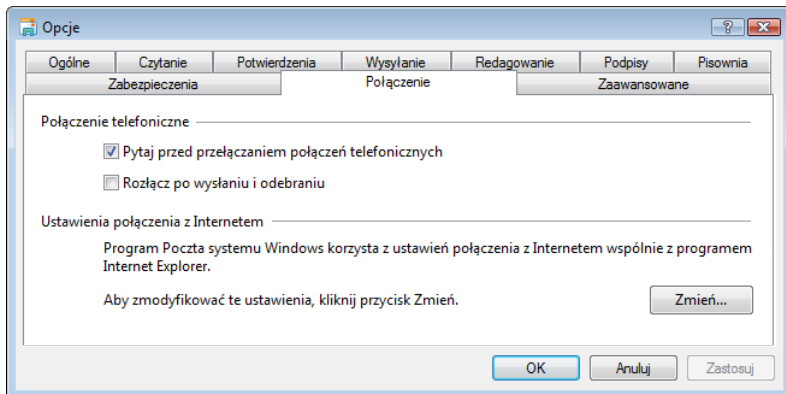 Opcje
Ogólne Czytanie Potwierdzenia Wysyłanie Redagowanie Podpisy Pisownia
Zabezpieczenia Połączenie Zaawansowane
Połączenie telefoniczne
Pytaj przed przełączaniem połączeń telefonicznych
Rozłącz po wysłaniu i odebraniu
Ustawienia połączenia z Internetem
Program Poczta systemu Windows korzysta z ustawień połączenia z Internetem wspólnie z programem
Internet Explorer.
Aby zmodyfikować te ustawienia, kliknij przycisk Zmień. Zmień...
OK Anuluj Zastosuj